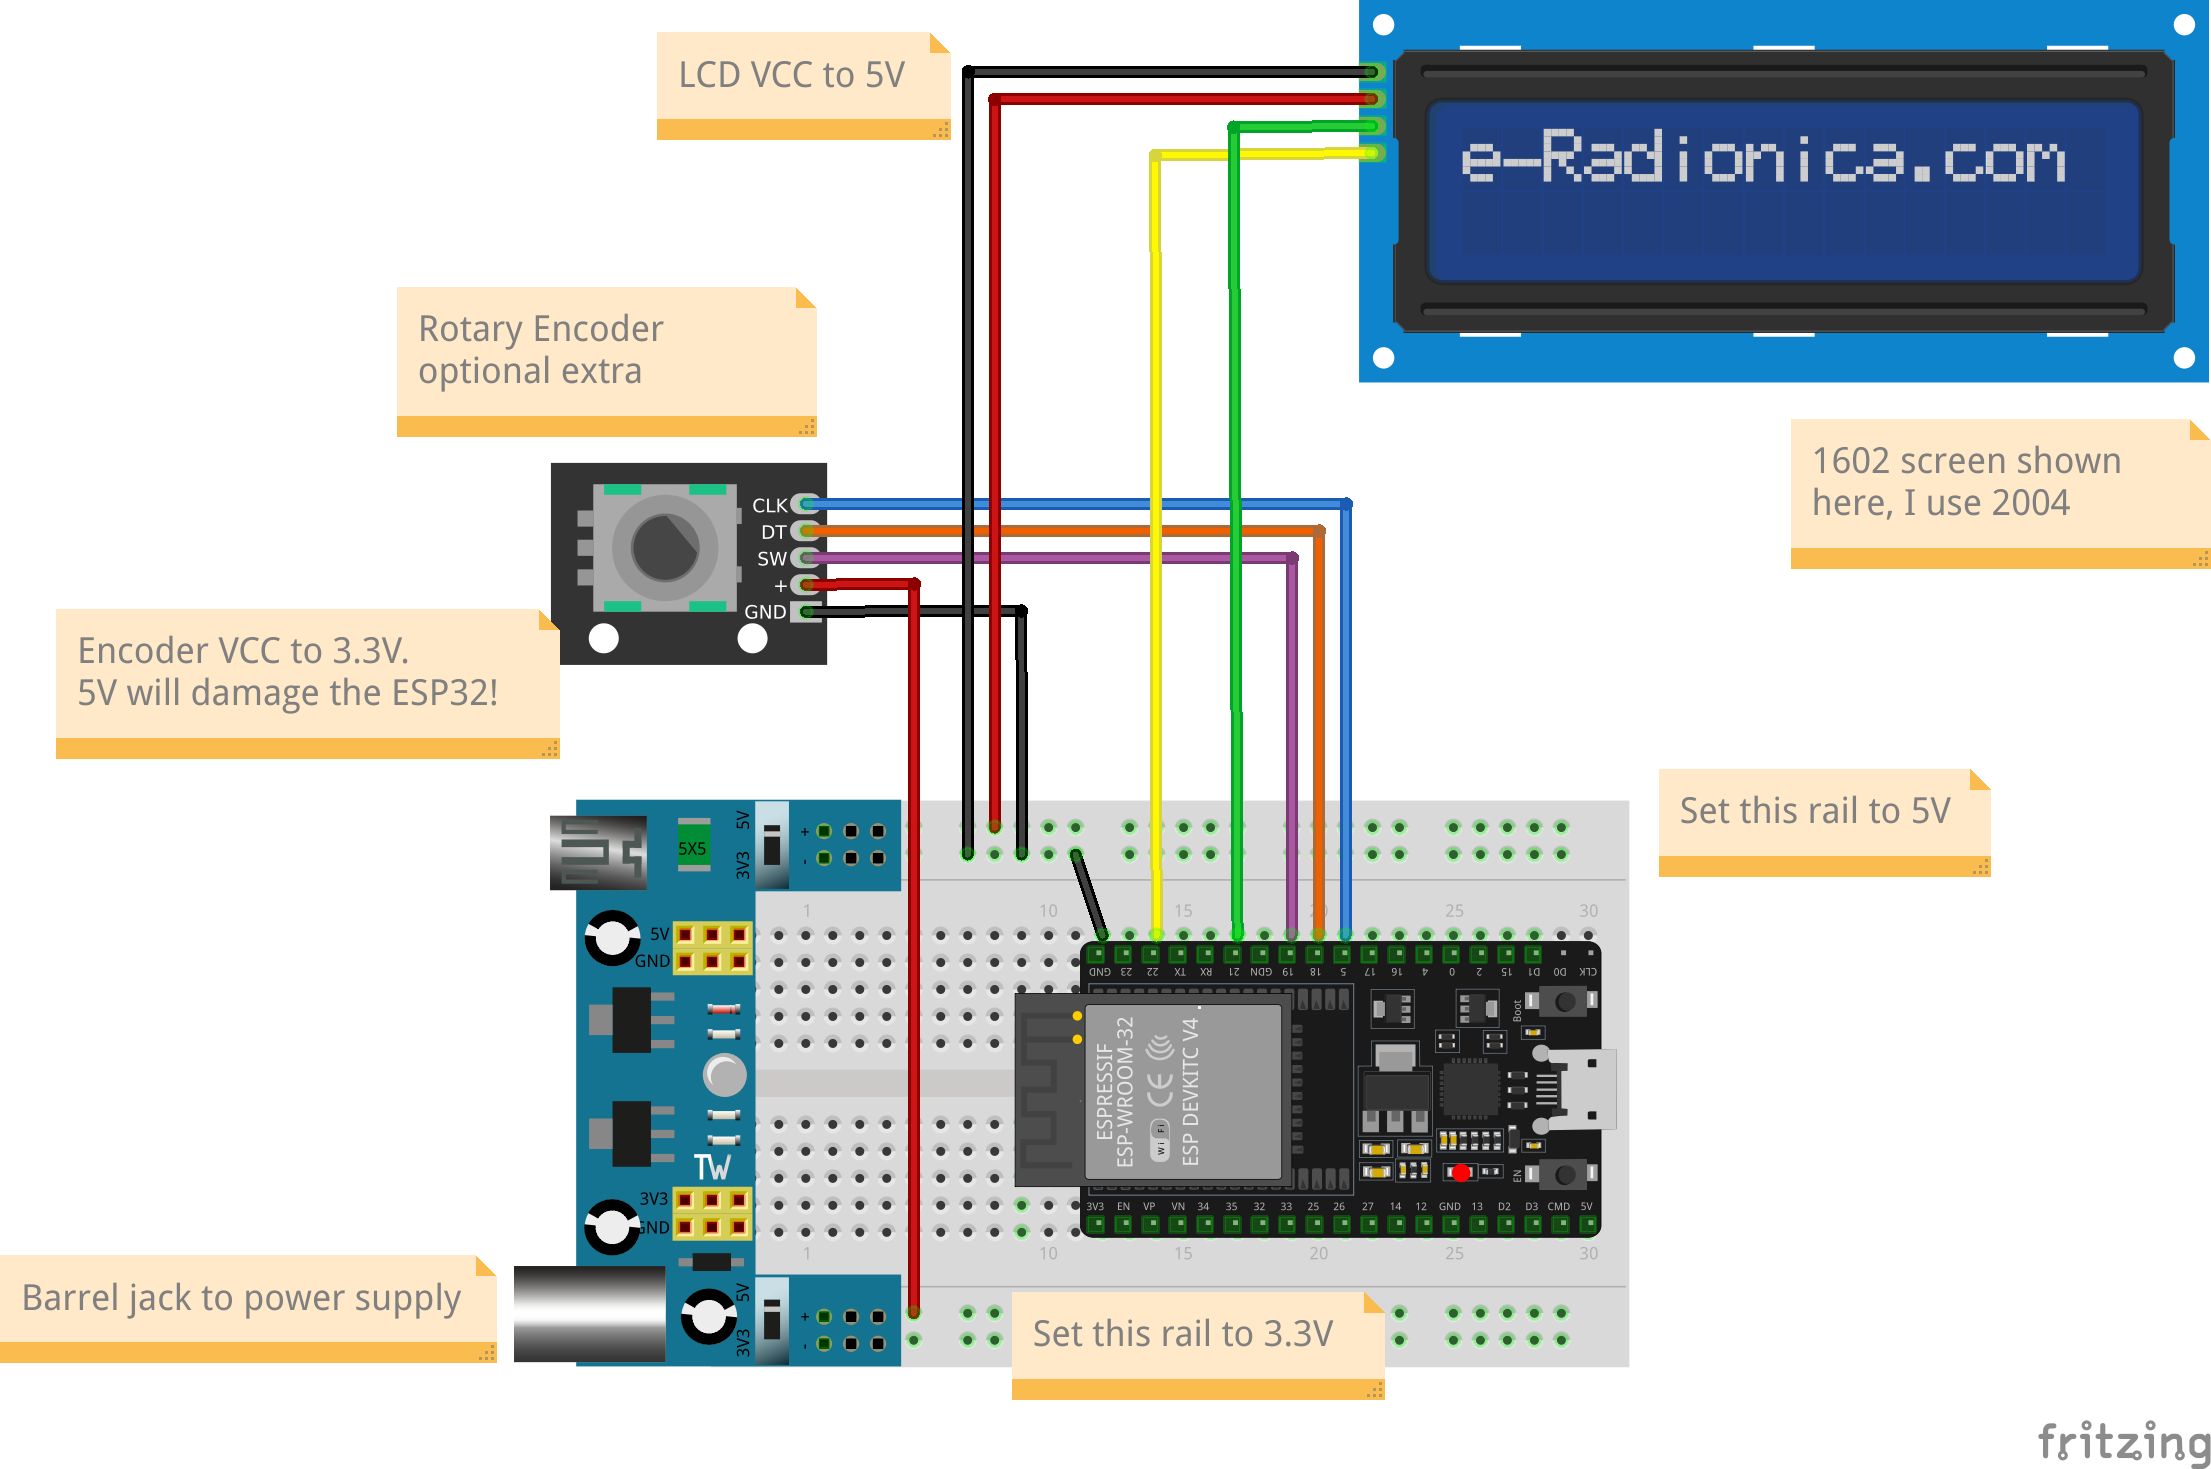 LCD VCC to 5V
e-Radionica.com
Rotary Encoder
optional extra
1602 screen shown
here, I use 2004
CLK
DT
SW
+
GND
Encoder VCC to 3.3V.
5V will damage the ESP32!
Set this rail to 5V
5X5
5V
3V3
+
-
1 10 15 20 25 30
5V
GND
GND 23 22 TX RX 21 GND 19 18 5 17 16 4 0 2 15 D1 D0 CLK
Boot
ESPRESSIF
ESP-WROOM-32
Wi Fi
CE
ESP DEVKITC V4
EN
TW
3V3
GND
3V3 EN VP VN 34 35 32 33 25 26 27 14 12 GND 13 D2 D3 CMD 5V
1 10 15 20 25 30
5V
3V3
+
-
Barrel jack to power supply
Set this rail to 3.3V
fritzing